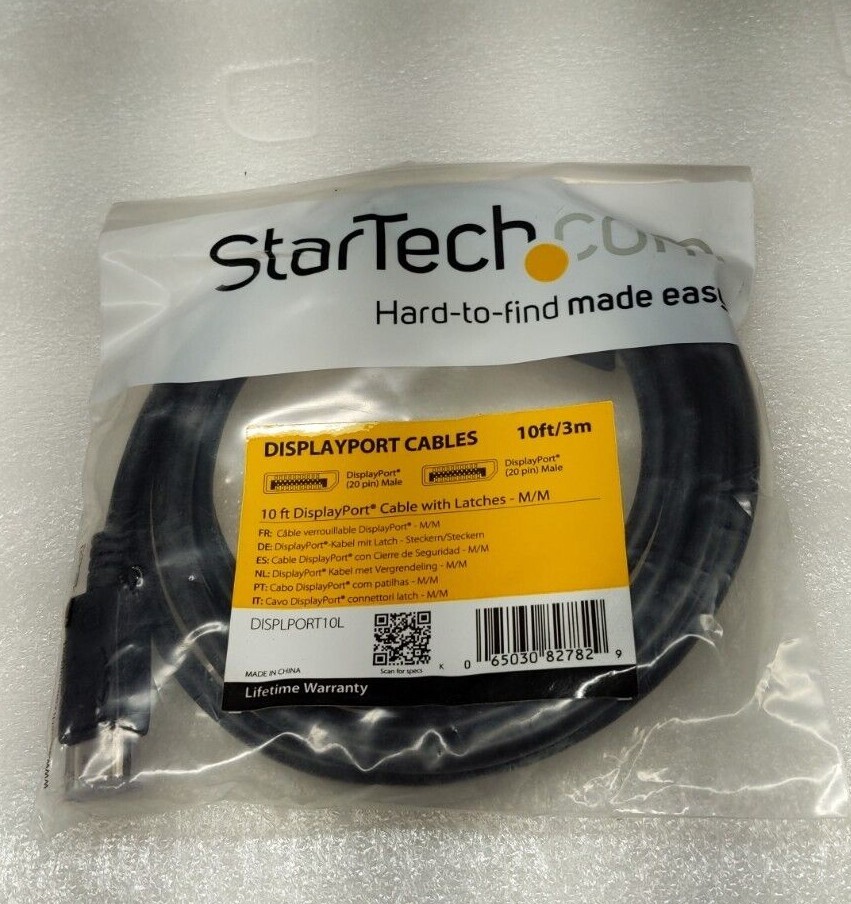 StarTech.com
Hard-to-find made easy
DISPLAYPORT CABLES 10ft/3m
DisplayPort® (20 pin) Male
DisplayPort® (20 pin) Male
10 ft DisplayPort® Cable with Latches - M/M
FR: Câble verrouillable DisplayPort® - M/M
DE: DisplayPort®-Kabel mit Latch - Steckern/Steckern
ES: Cable DisplayPort® con Cierre de Seguridad - M/M
NL: DisplayPort® Kabel met Vergrendeling - M/M
PT: Cabo DisplayPort® com patilhas - M/M
IT: Cavo DisplayPort® connettori latch - M/M
DISPLPORT10L
Scan for specs
K
0 65030 82782 9
MADE IN CHINA
Lifetime Warranty